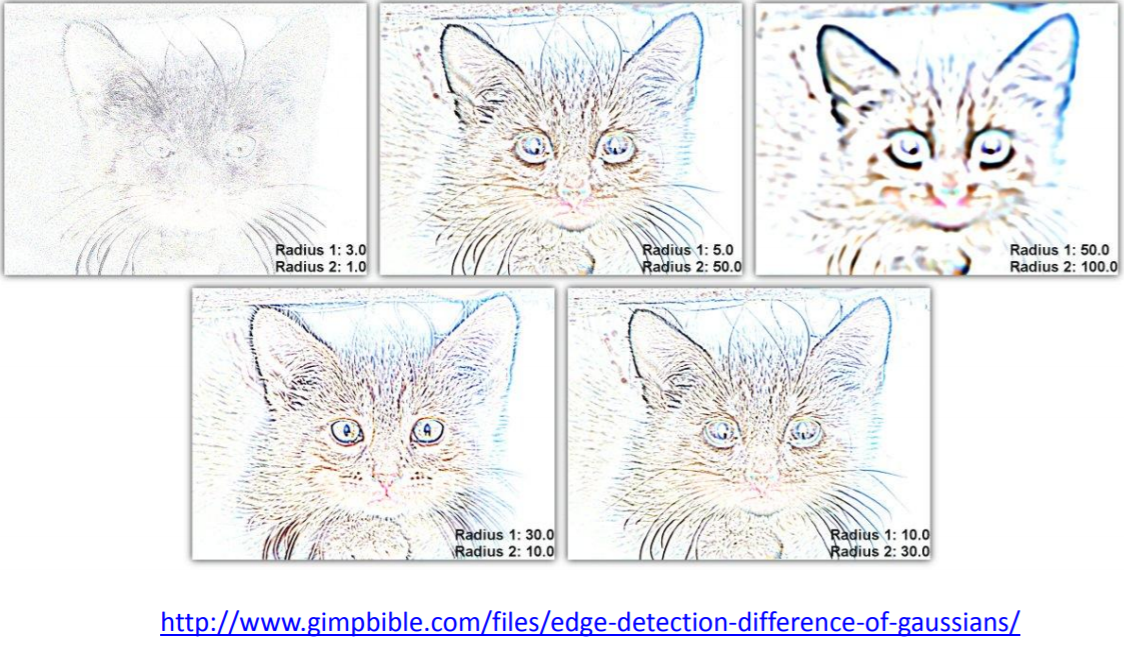 Radius 1: 3.0
Radius 2: 1.0
Radius 1: 5.0
Radius 2: 50.0
Radius 1: 50.0
Radius 2: 100.0
Radius 1: 30.0
Radius 2: 10.0
Radius 1: 10.0
Radius 2: 30.0
http://www.gimpbible.com/files/edge-detection-difference-of-gaussians/